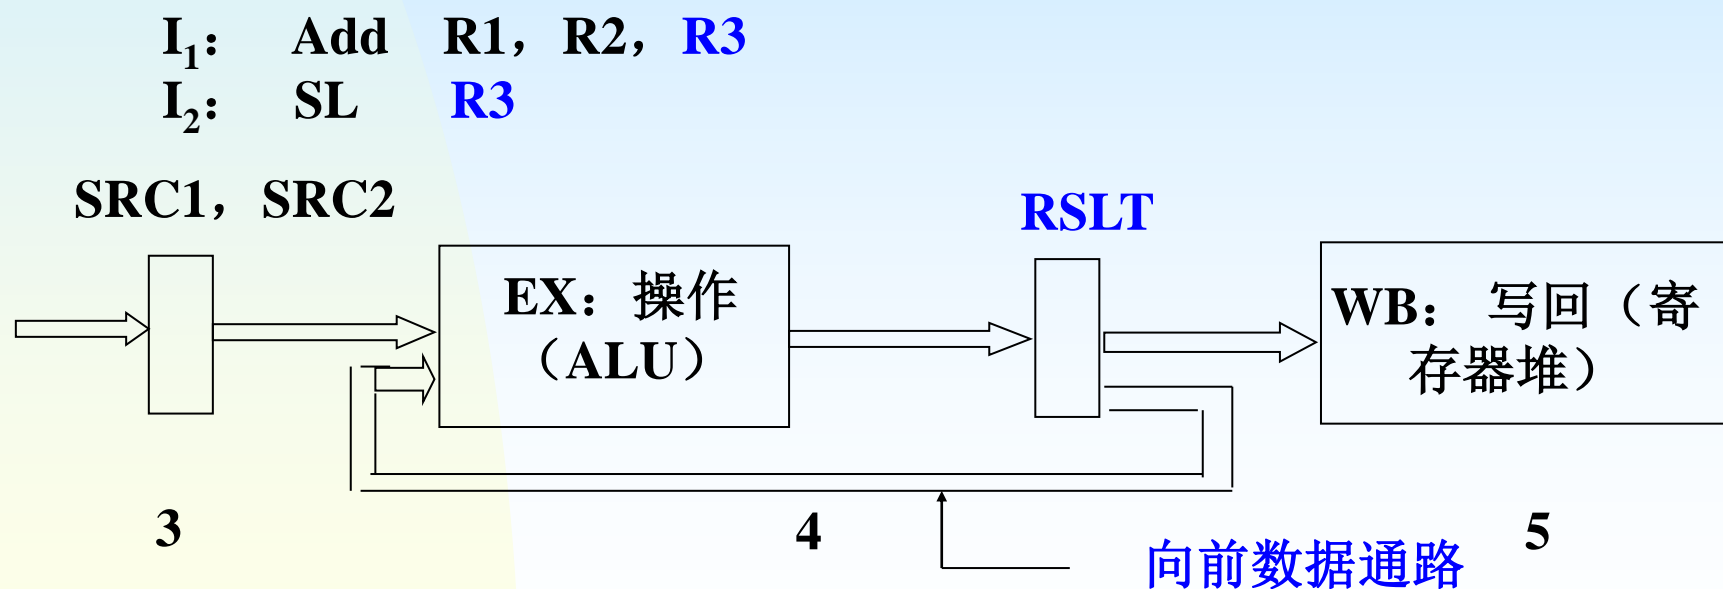 I₁： Add R1，R2，R3
I₂： SL R3
SRC1，SRC2
RSLT
EX：操作
（ALU）
WB： 写回（寄
存器堆）
3
4
5
向前数据通路